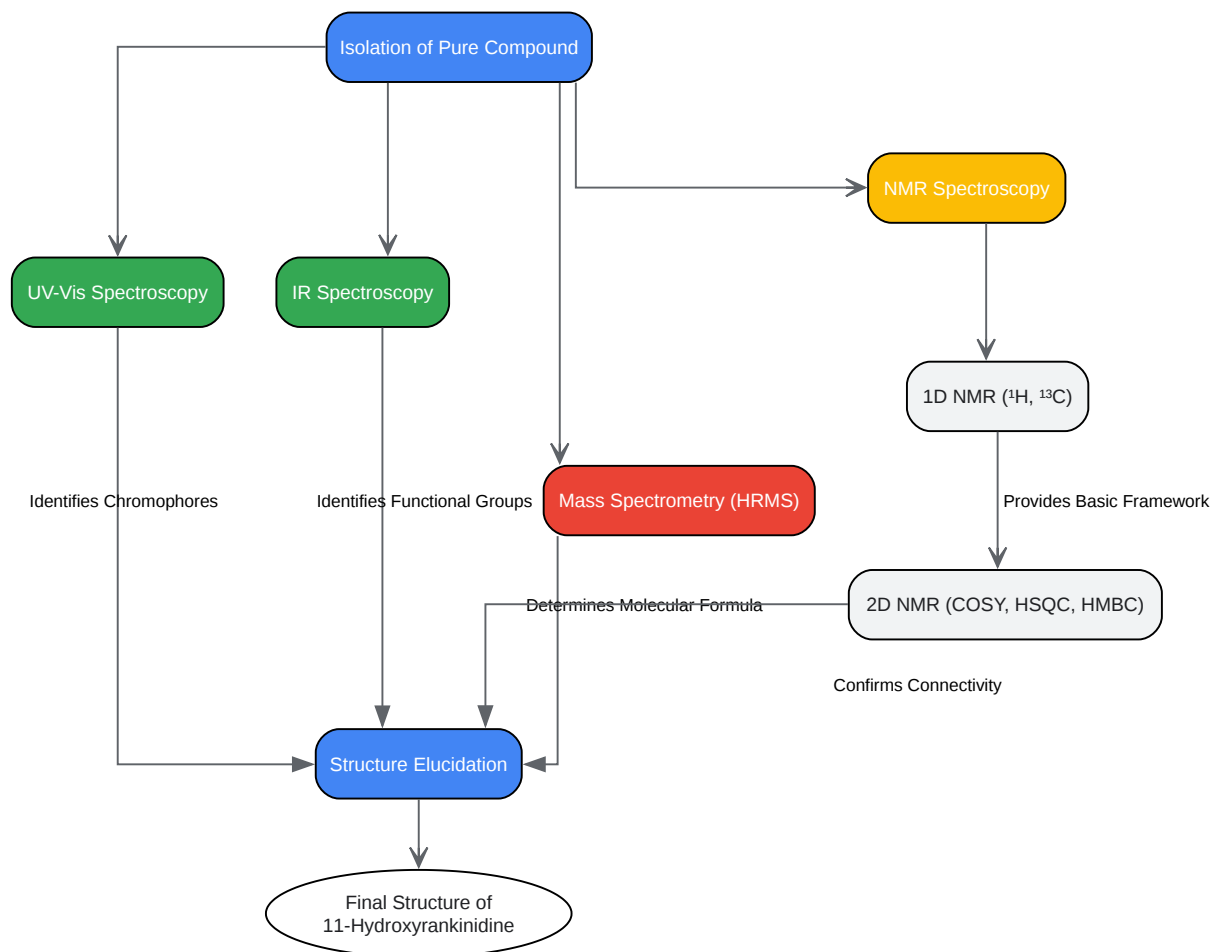 Isolation of Pure Compound
NMR Spectroscopy
UV-Vis Spectroscopy
IR Spectroscopy
1D NMR (¹H, ¹³C)
Identifies Chromophores
Identifies Functional Groups
Mass Spectrometry (HRMS)
Provides Basic Framework
Determines Molecular Formula
2D NMR (COSY, HSQC, HMBC)
Confirms Connectivity
Structure Elucidation
Final Structure of
11-Hydroxyrankinidine